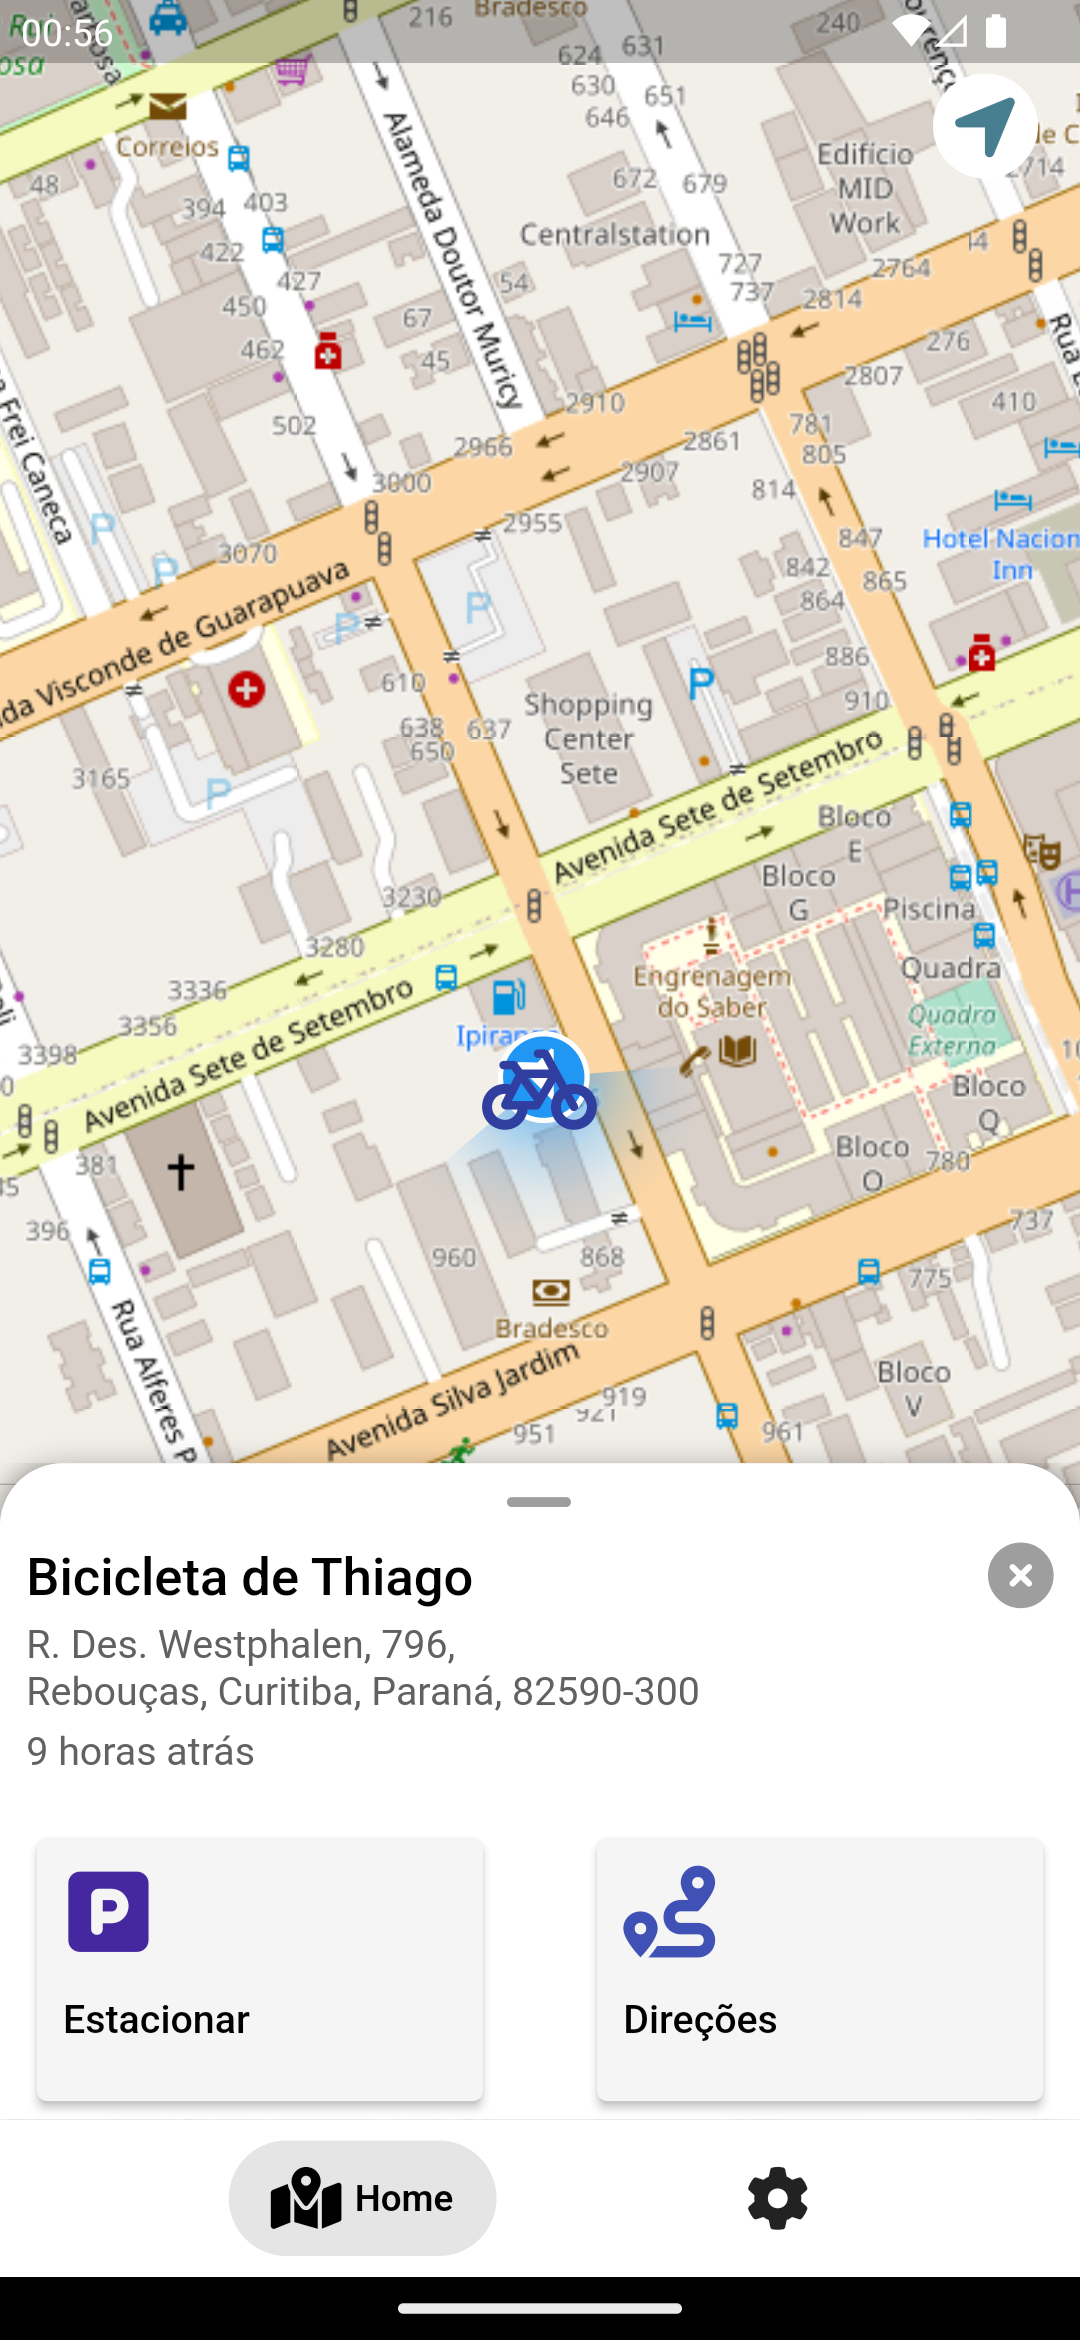 00:56
216
Bradesco
240
624
631
630
651
646
Correios
Alameda Doutor Muricy
Edifício
MID
Work
2714
48
394
403
672
679
Centralstation
422
427
727
737
2764
54
2814
450
67
462
45
276
2807
2910
410
502
781
2966
2861
805
3000
2907
814
2955
Frei Caneca
P
847
Hotel Nacion
Inn
3070
P
842
865
864
P
P
nda Visconde de Guarapuava
886
610
P
910
Shopping
Center
Sete
638
637
650
3165
P
Avenida Sete de Setembro
Bloco
E
Bloco
G
3230
Piscina
3280
Engrenagem
do Saber
Quadra
3336
3356
Quadra
Externa
Avenida Sete de Setembro
3398
Bloco
Q
381
Bloco
O
780
396
737
960
868
775
Bradesco
Rua Alferes P
Avenida Silva Jardim
Bloco
V
919
921
951
961
Bicicleta de Thiago
R. Des. Westphalen, 796,
Rebouças, Curitiba, Paraná, 82590-300
9 horas atrás
P
Estacionar
Direções
Home